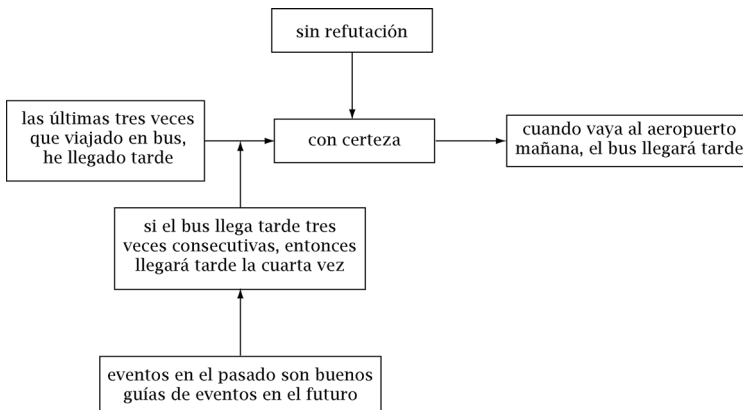 sin refutación
las últimas tres veces
que viajado en bus,
he llegado tarde
con certeza
cuando vaya al aeropuerto
mañana, el bus llegará tarde
si el bus llega tarde tres
veces consecutivas, entonces
llegará tarde la cuarta vez
eventos en el pasado son buenos
guías de eventos en el futuro